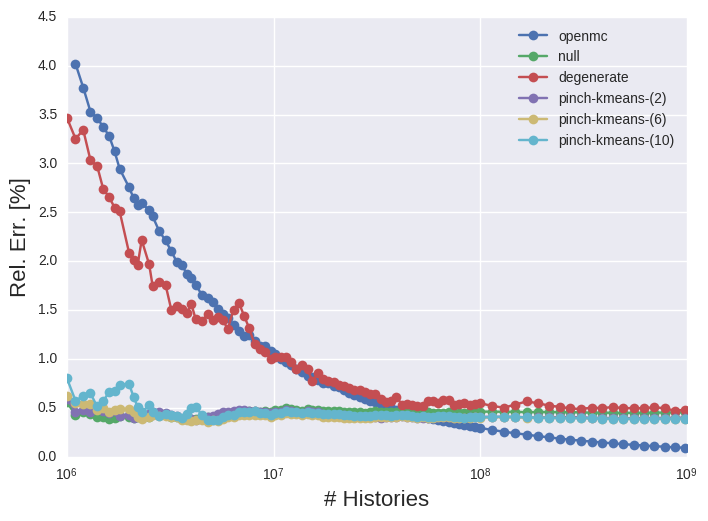 4.5
4.0
3.5
3.0
2.5
2.0
1.5
1.0
0.5
0.0
Rel. Err. [%]
openmc
null
degenerate
pinch-kmeans-(2)
pinch-kmeans-(6)
pinch-kmeans-(10)
10⁶ 10⁷ 10⁸ 10⁹
# Histories